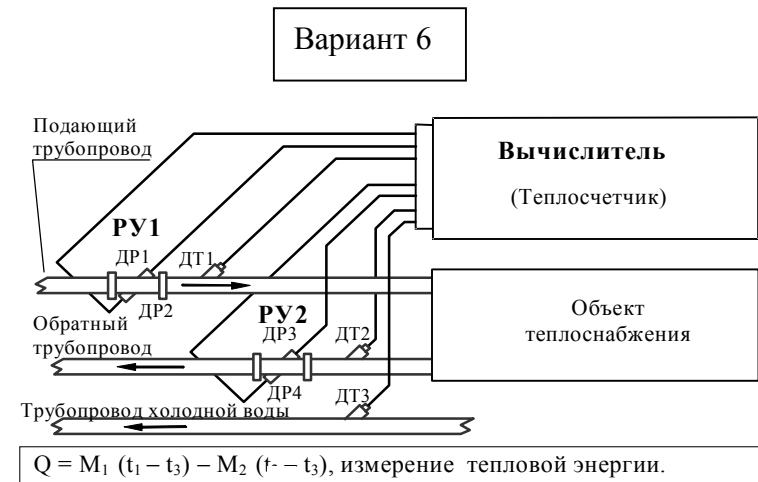 Вариант 6
Подающий
трубопровод
Вычислитель
(Теплосчетчик)
РУ1
ДР1
ДТ1
ДР2
Объект
теплоснабжения
Обратный
трубопровод
РУ2
ДР3
ДТ2
ДР4
ДТ3
Трубопровод холодной воды
Q = M₁ (t₁ – t₃) – M₂ (t – t₃), измерение тепловой энергии.